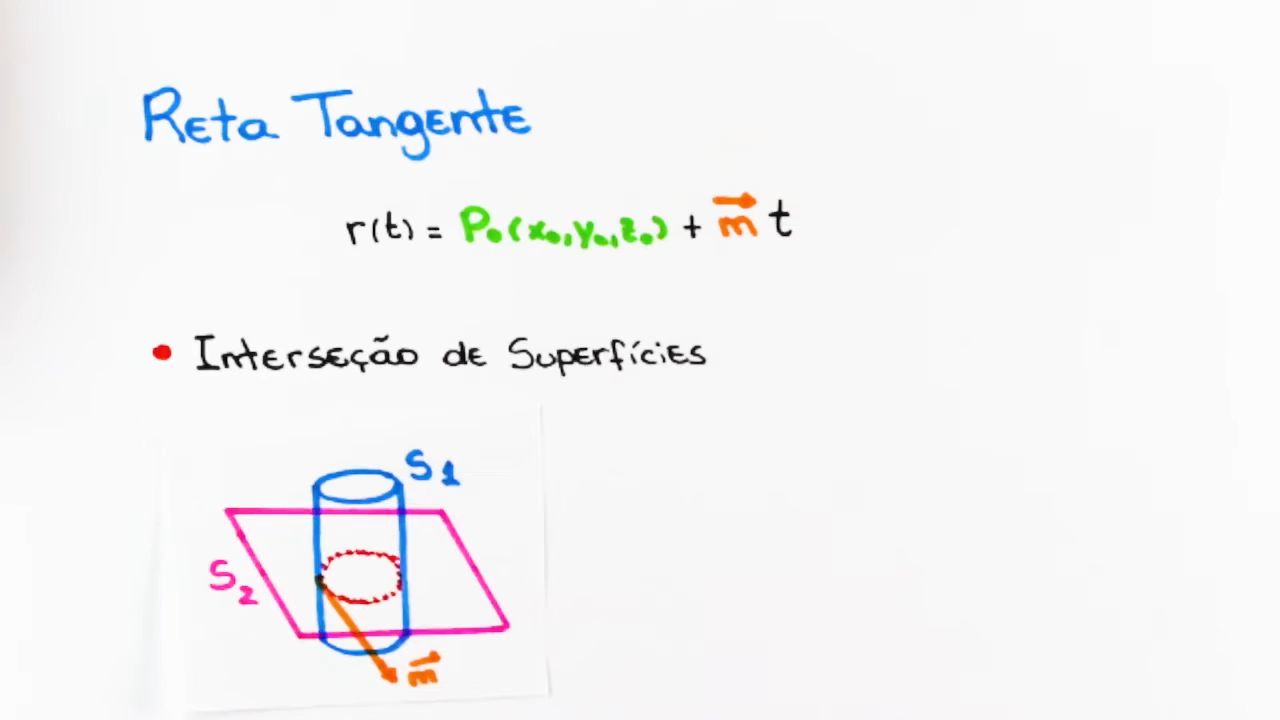 Reta Tangente
r(t) = P₀(x₀,y₀,z₀) + m⃗ t
• Interseção de Superfícies
S₁
S₂
m⃗